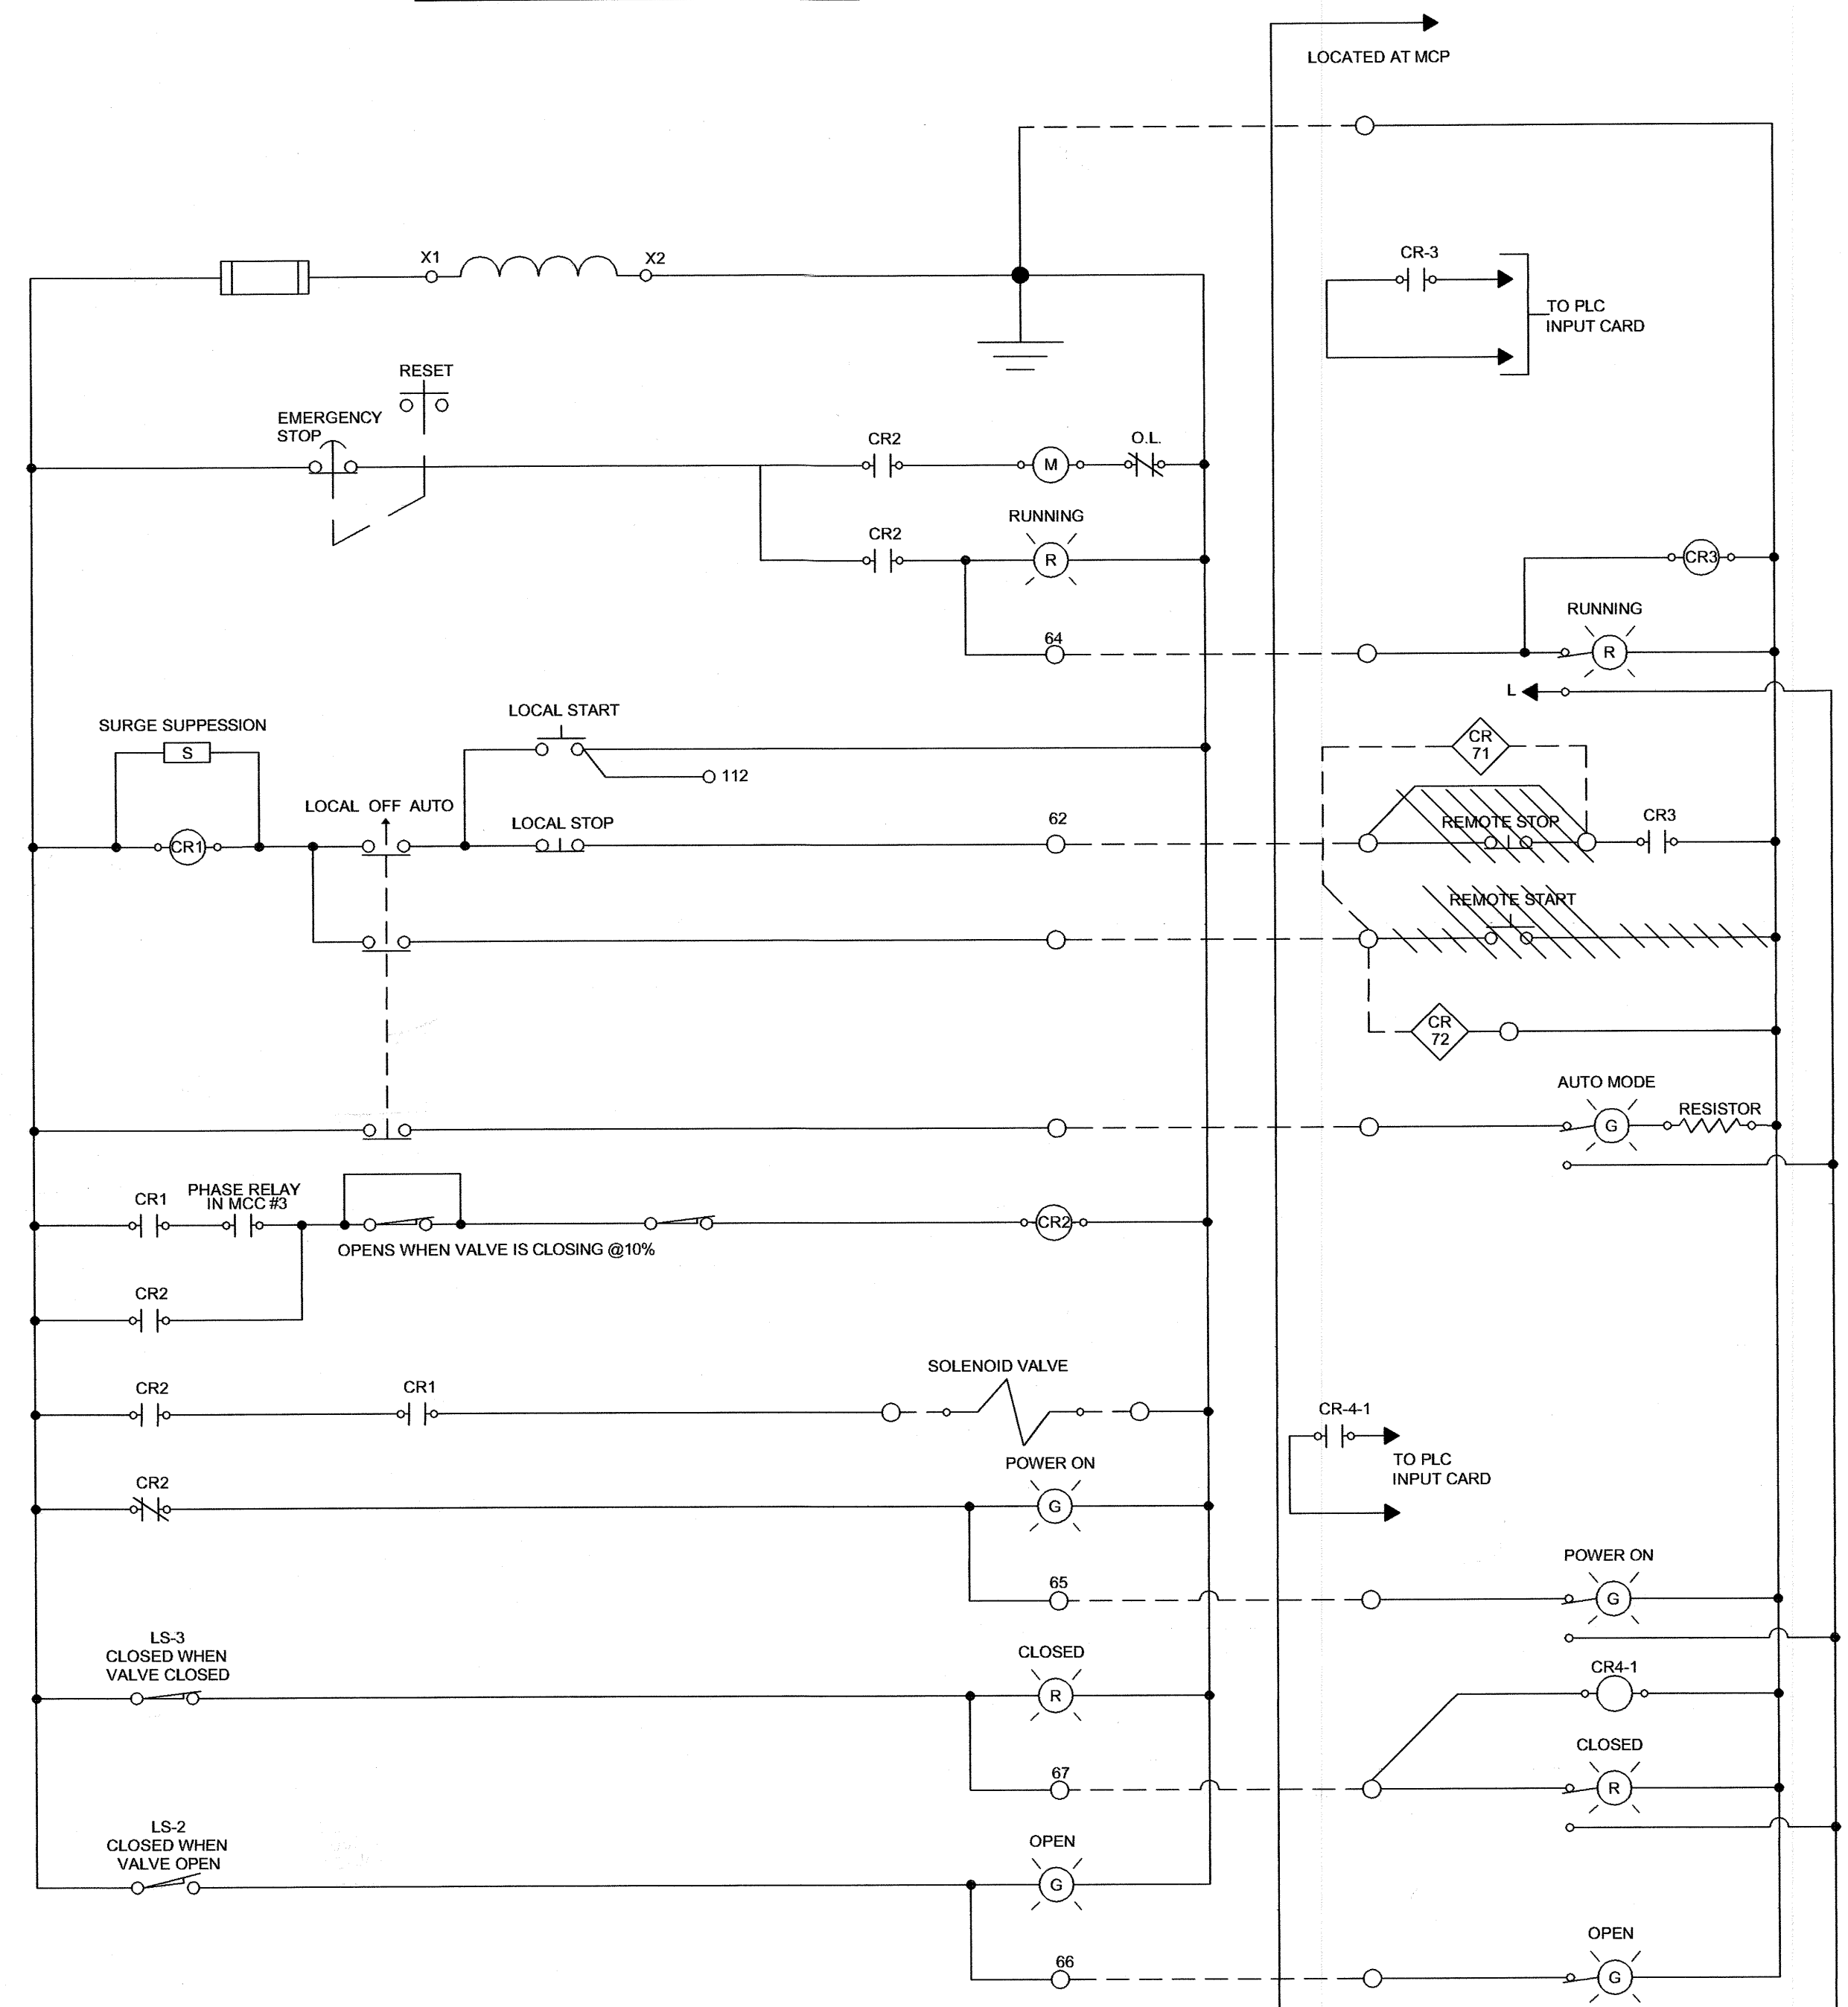 LOCATED AT MCP
X1
X2
CR-3
TO PLC
INPUT CARD
RESET
EMERGENCY
STOP
CR2
M
O.L.
CR2
RUNNING
R
CR3
RUNNING
R
64
L
LOCAL START
SURGE SUPPESSION
S
112
CR
71
LOCAL OFF AUTO
CR1
LOCAL STOP
62
REMOTE STOP
CR3
REMOTE START
CR
72
AUTO MODE
G
RESISTOR
CR1
PHASE RELAY
IN MCC #3
CR2
OPENS WHEN VALVE IS CLOSING @10%
CR2
SOLENOID VALVE
CR2
CR1
CR-4-1
TO PLC
INPUT CARD
POWER ON
CR2
G
POWER ON
G
65
LS-3
CLOSED WHEN
VALVE CLOSED
CLOSED
R
CR4-1
CLOSED
R
67
LS-2
CLOSED WHEN
VALVE OPEN
OPEN
G
OPEN
G
66